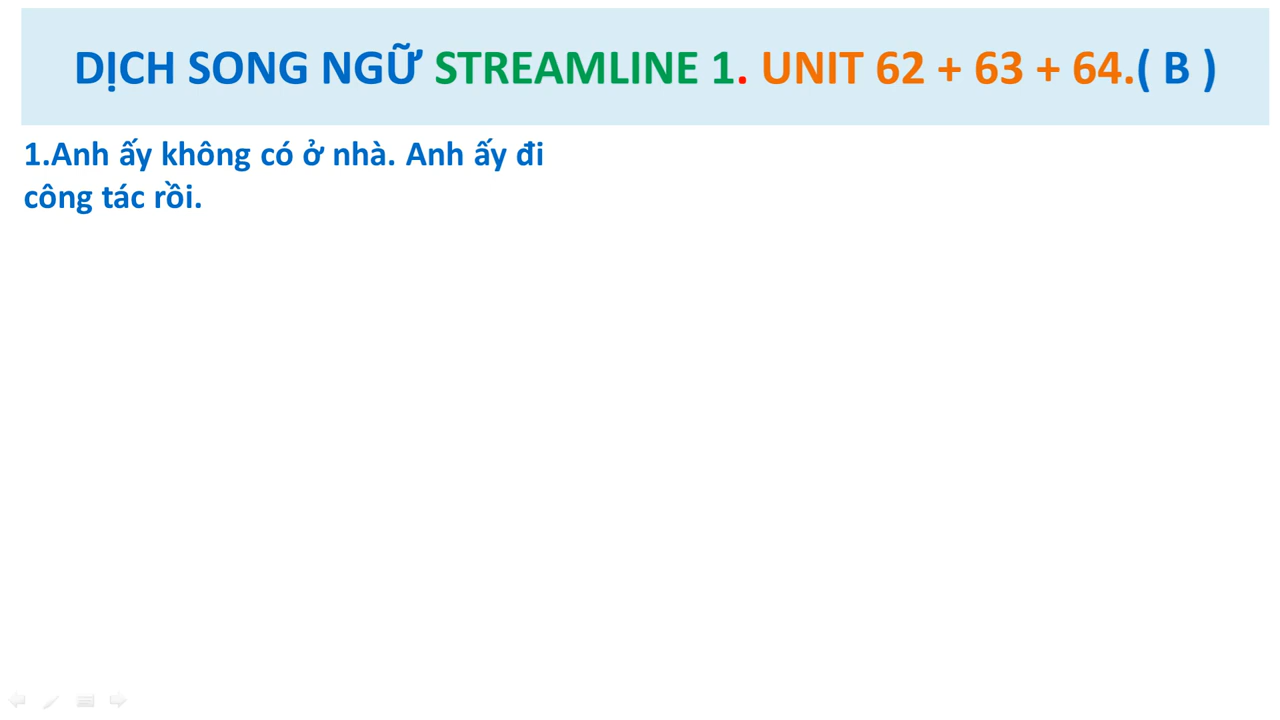 DỊCH SONG NGỮ STREAMLINE 1. UNIT 62 + 63 + 64.( B )
1.Anh ấy không có ở nhà. Anh ấy đi
công tác rồi.